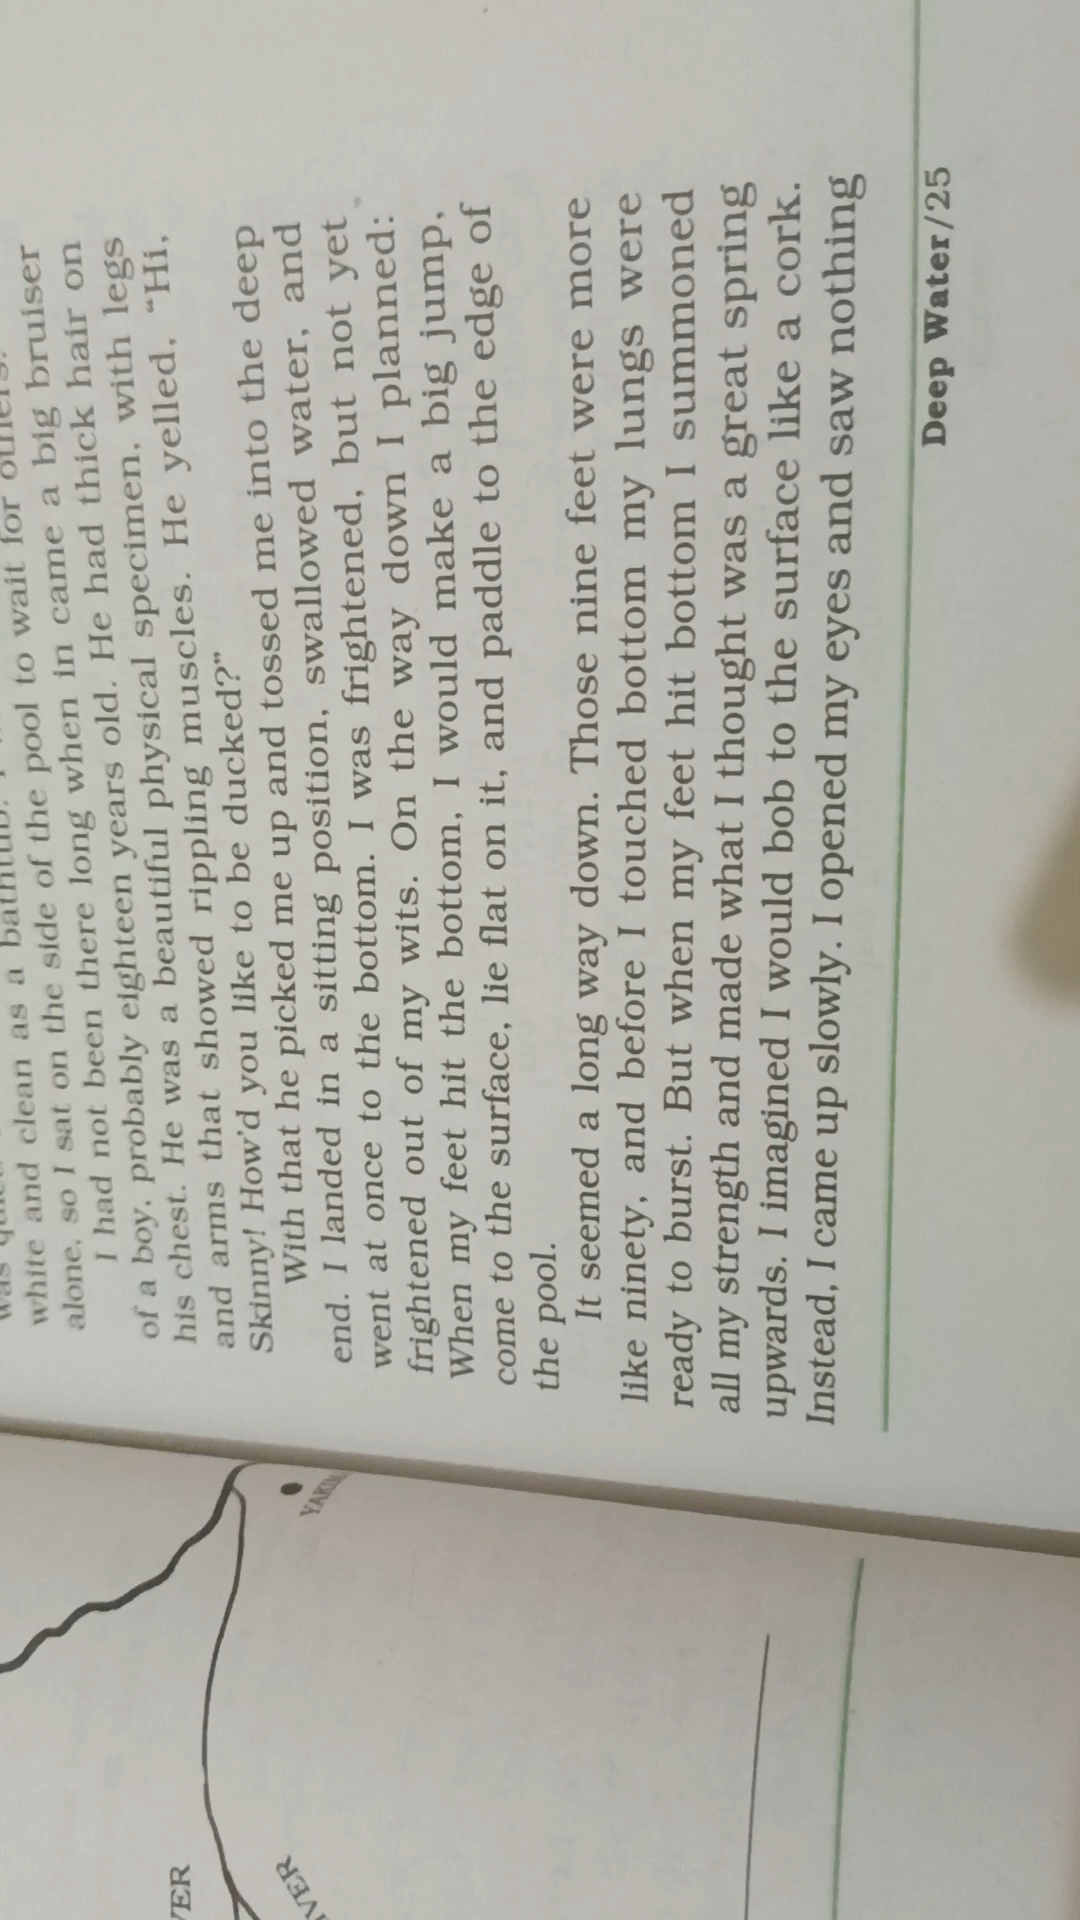 white and clean as a bathtub.
alone, so I sat on the side of the pool to wait for others.
I had not been there long when in came a big bruiser
of a boy, probably eighteen years old. He had thick hair on
his chest. He was a beautiful physical specimen, with legs
and arms that showed rippling muscles. He yelled, “Hi,
Skinny! How'd you like to be ducked?”
With that he picked me up and tossed me into the deep
end. I landed in a sitting position, swallowed water, and
went at once to the bottom. I was frightened, but not yet
frightened out of my wits. On the way down I planned:
When my feet hit the bottom, I would make a big jump,
come to the surface, lie flat on it, and paddle to the edge of
the pool.
It seemed a long way down. Those nine feet were more
like ninety, and before I touched bottom my lungs were
ready to burst. But when my feet hit bottom I summoned
all my strength and made what I thought was a great spring
upwards. I imagined I would bob to the surface like a cork.
Instead, I came up slowly. I opened my eyes and saw nothing
Deep Water/25